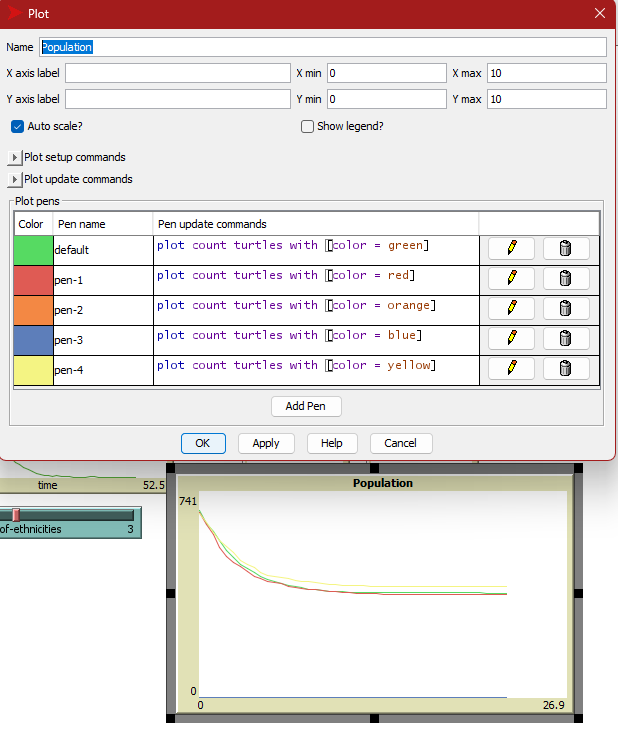 Plot
Name Population
X axis label X min 0 X max 10
Y axis label Y min 0 Y max 10
Auto scale? Show legend?
Plot setup commands
Plot update commands
Plot pens
Color Pen name Pen update commands
default plot count turtles with [color = green]
pen-1 plot count turtles with [color = red]
pen-2 plot count turtles with [color = orange]
pen-3 plot count turtles with [color = blue]
pen-4 plot count turtles with [color = yellow]
Add Pen
OK Apply Help Cancel
time 52.5
of-ethnicities 3
Population
741
0
0 26.9